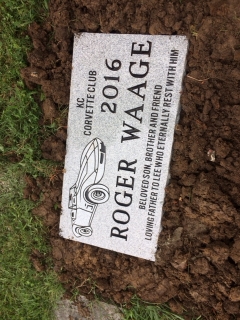 KC
CORVETTE CLUB
2016
ROGER WAAGE
BELOVED SON, BROTHER AND FRIEND
LOVING FATHER TO LEE WHO ETERNALLY REST WITH HIM